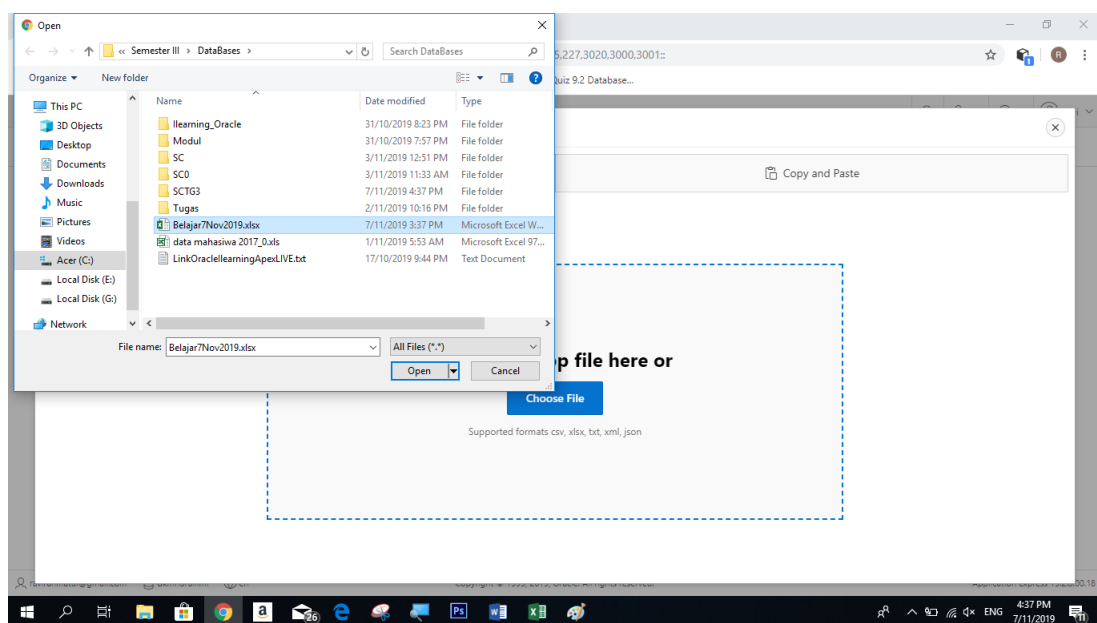 Open
« Semester III > DataBases >
Search DataBases
5,227,3020,3000,3001::
R
Organize
New folder
?
Quiz 9.2 Database...
This PC
3D Objects
Desktop
Documents
Downloads
Music
Pictures
Videos
Acer (C:)
Local Disk (E:)
Local Disk (G:)
Network
Name Date modified Type
Ilearning_Oracle 31/10/2019 8:23 PM File folder
Modul 31/10/2019 7:57 PM File folder
SC 3/11/2019 12:51 PM File folder
SC0 3/11/2019 11:33 AM File folder
SCTG3 7/11/2019 4:37 PM File folder
Tugas 2/11/2019 10:16 PM File folder
Belajar7Nov2019.xlsx 7/11/2019 3:37 PM Microsoft Excel W...
data mahasiwa 2017_0.xls 1/11/2019 5:53 AM Microsoft Excel 97...
LinkOracleIlearningApexLIVE.txt 17/10/2019 9:44 PM Text Document
File name: Belajar7Nov2019.xlsx All Files (*.*)
Open Cancel
Copy and Paste
p file here or
Choose File
Supported formats csv, xlsx, txt, xml, json
26
Ps
ENG
4:37 PM
7/11/2019
11